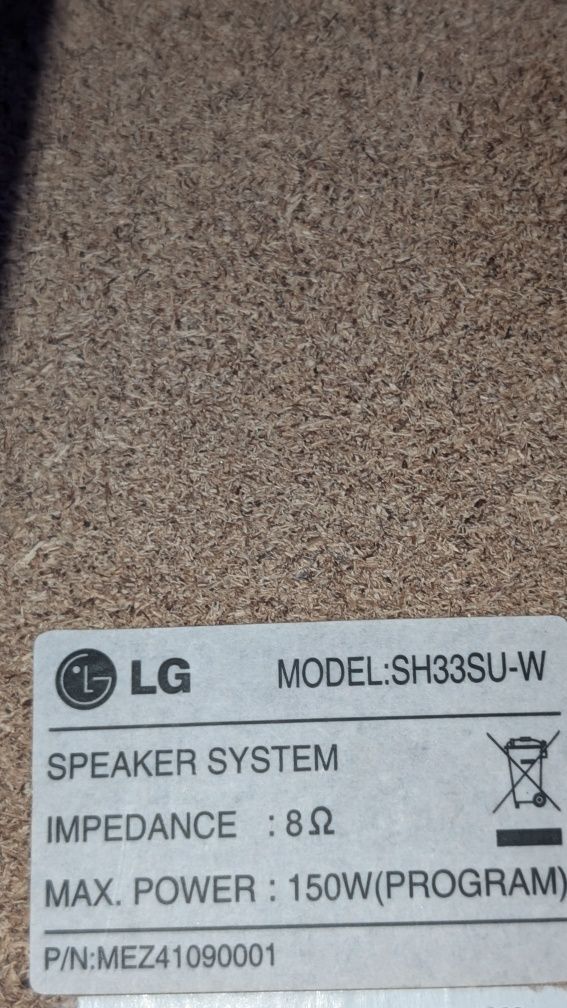 LG MODEL:SH33SU-W
SPEAKER SYSTEM
IMPEDANCE : 8Ω
MAX. POWER : 150W(PROGRAM)
P/N:MEZ41090001